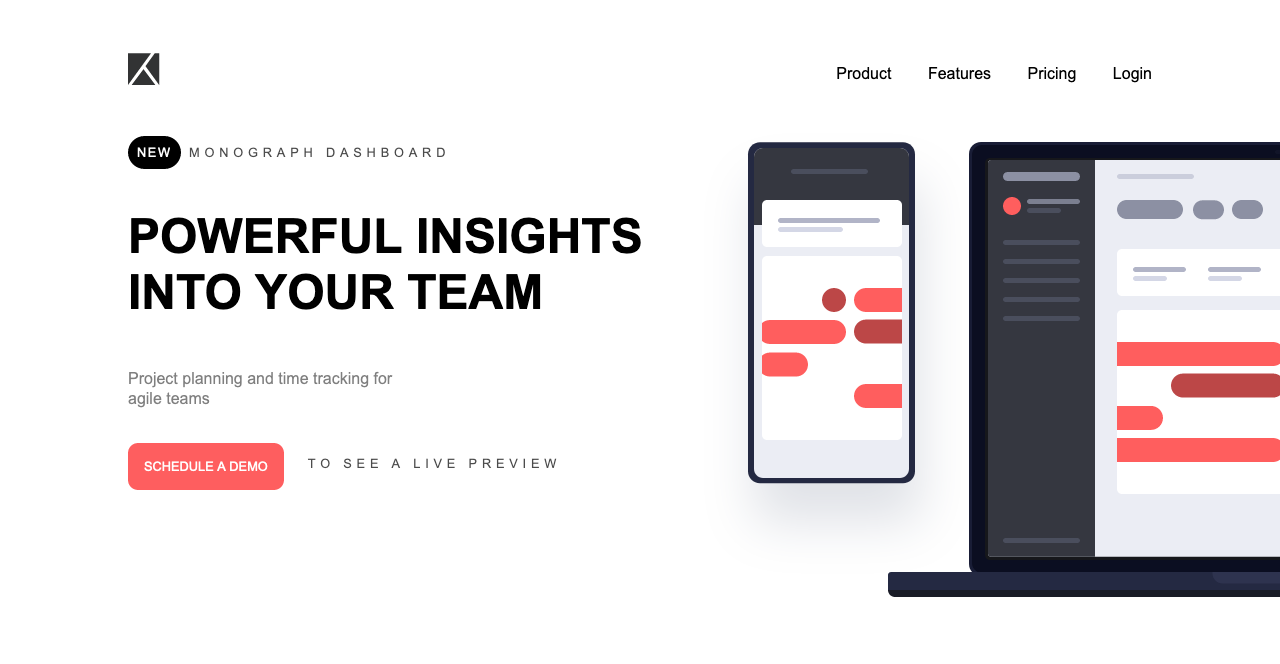 Product Features Pricing Login
NEW MONOGRAPH DASHBOARD
POWERFUL INSIGHTS
INTO YOUR TEAM
Project planning and time tracking for
agile teams
SCHEDULE A DEMO TO SEE A LIVE PREVIEW